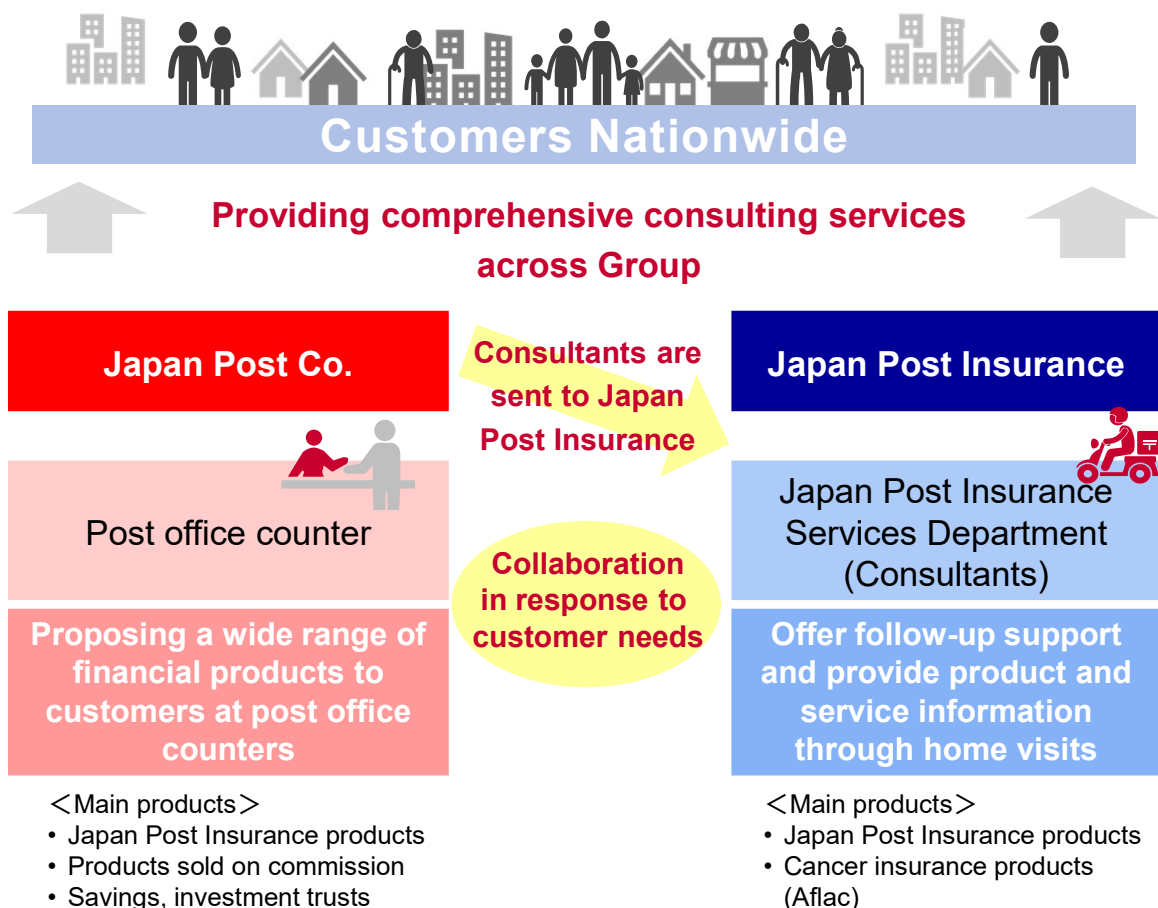 Customers Nationwide
Providing comprehensive consulting services
across Group
Japan Post Co.
Consultants are
sent to Japan
Post Insurance
Japan Post Insurance
Post office counter
Japan Post Insurance
Services Department
(Consultants)
Collaboration
in response to
customer needs
Proposing a wide range of
financial products to
customers at post office
counters
Offer follow-up support
and provide product and
service information
through home visits
＜Main products＞
• Japan Post Insurance products
• Products sold on commission
• Savings, investment trusts
＜Main products＞
• Japan Post Insurance products
• Cancer insurance products
(Aflac)